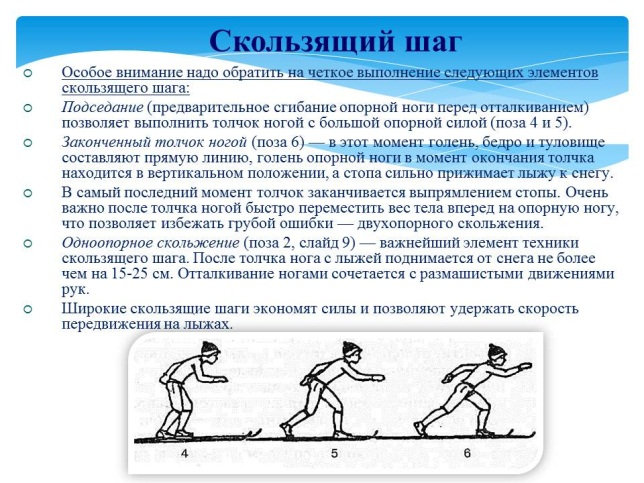 Скользящий шаг
Особое внимание надо обратить на четкое выполнение следующих элементов
скользящего шага:
Подседание (предварительное сгибание опорной ноги перед отталкиванием)
позволяет выполнить толчок ногой с большой опорной силой (поза 4 и 5).
Законченный толчок ногой (поза 6) — в этот момент голень, бедро и туловище
составляют прямую линию, голень опорной ноги в момент окончания толчка
находится в вертикальном положении, а стопа сильно прижимает лыжу к снегу.
В самый последний момент толчок заканчивается выпрямлением стопы. Очень
важно после толчка ногой быстро переместить вес тела вперед на опорную ногу,
что позволяет избежать грубой ошибки — двухопорного скольжения.
Одноопорное скольжение (поза 2, слайд 9) — важнейший элемент техники
скользящего шага. После толчка нога с лыжей поднимается от снега не более
чем на 15-25 см. Отталкивание ногами сочетается с размашистыми движениями
рук.
Широкие скользящие шаги экономят силы и позволяют удержать скорость
передвижения на лыжах.
4 5 6